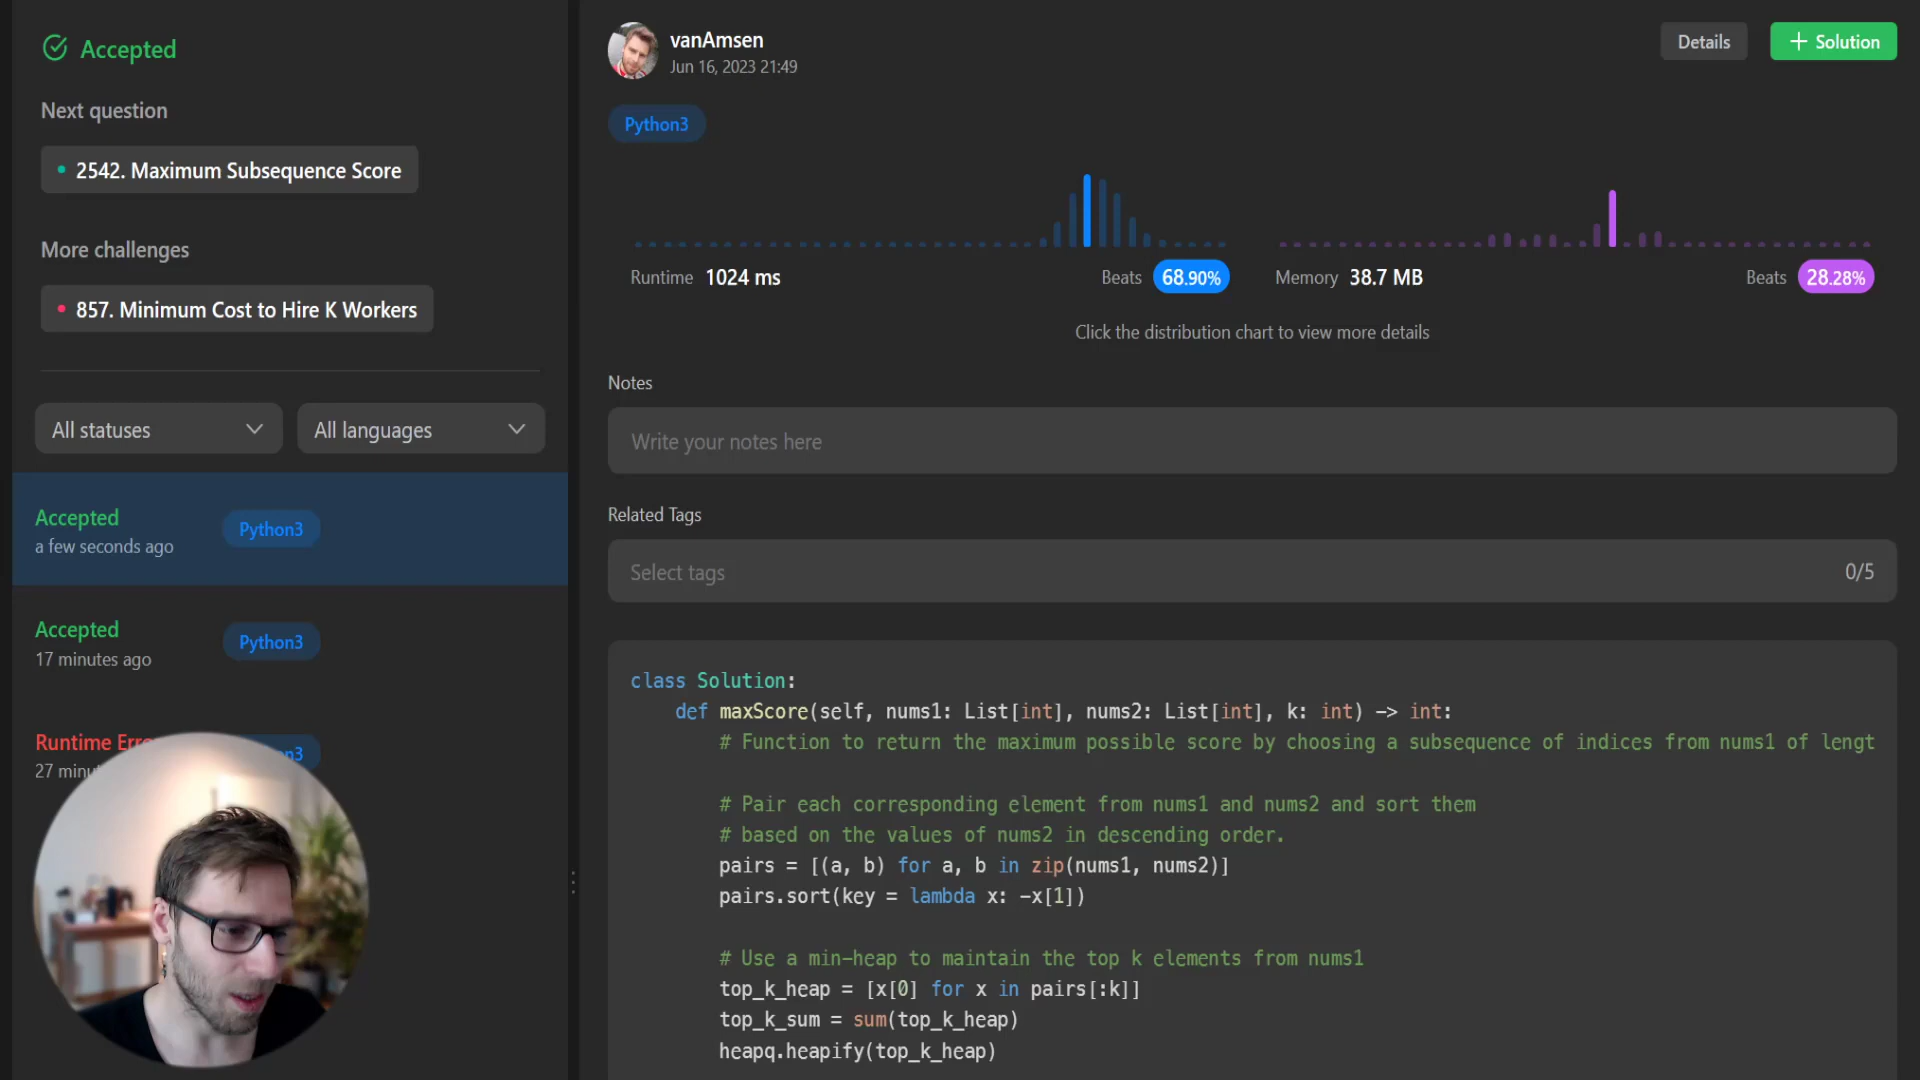 Accepted
Next question
2542. Maximum Subsequence Score
More challenges
857. Minimum Cost to Hire K Workers
All statuses
All languages
Accepted
Python3
a few seconds ago
Accepted
Python3
17 minutes ago
Runtime
27
vanAmsen
Jun 16, 2023 21:49
Details
+ Solution
Python3
Runtime 1024 ms
Beats 68.90%
Memory 38.7 MB
Beats 28.28%
Click the distribution chart to view more details
Notes
Write your notes here
Related Tags
Select tags
0/5
class Solution:
    def maxScore(self, nums1: List[int], nums2: List[int], k: int) -> int:
        # Function to return the maximum possible score by choosing a subsequence of indices from nums1 of lengt
        # Pair each corresponding element from nums1 and nums2 and sort them
        # based on the values of nums2 in descending order.
        pairs = [(a, b) for a, b in zip(nums1, nums2)]
        pairs.sort(key = lambda x: -x[1])
        # Use a min-heap to maintain the top k elements from nums1
        top_k_heap = [x[0] for x in pairs[:k]]
        top_k_sum = sum(top_k_heap)
        heapq.heapify(top_k_heap)